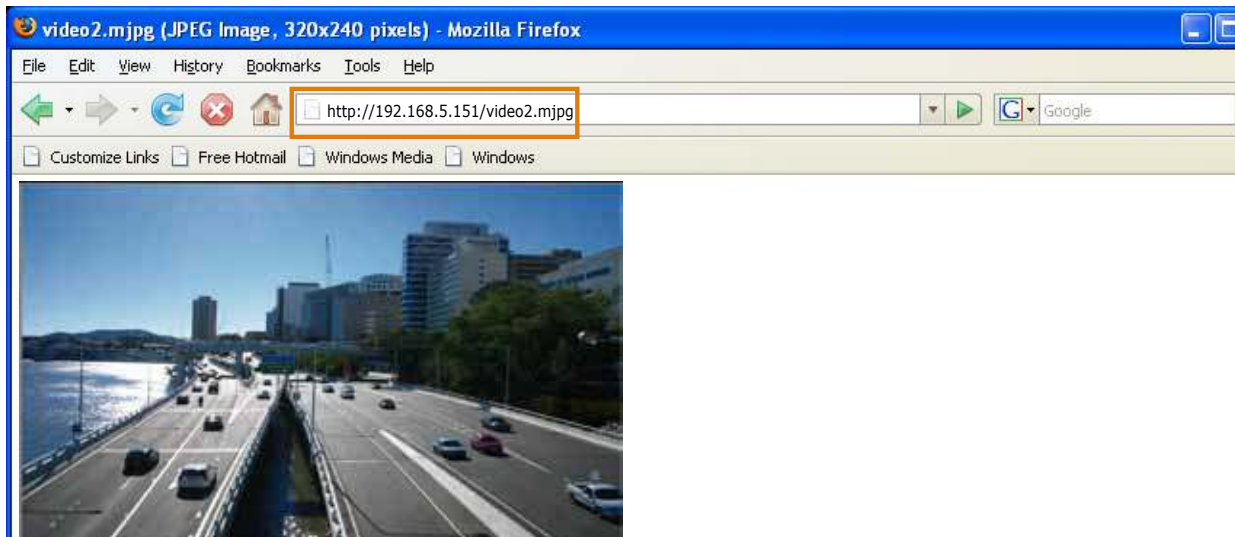 video2.mjpg (JPEG Image, 320x240 pixels) - Mozilla Firefox
File Edit View History Bookmarks Tools Help
http://192.168.5.151/video2.mjpg
G Google
Customize Links Free Hotmail Windows Media Windows